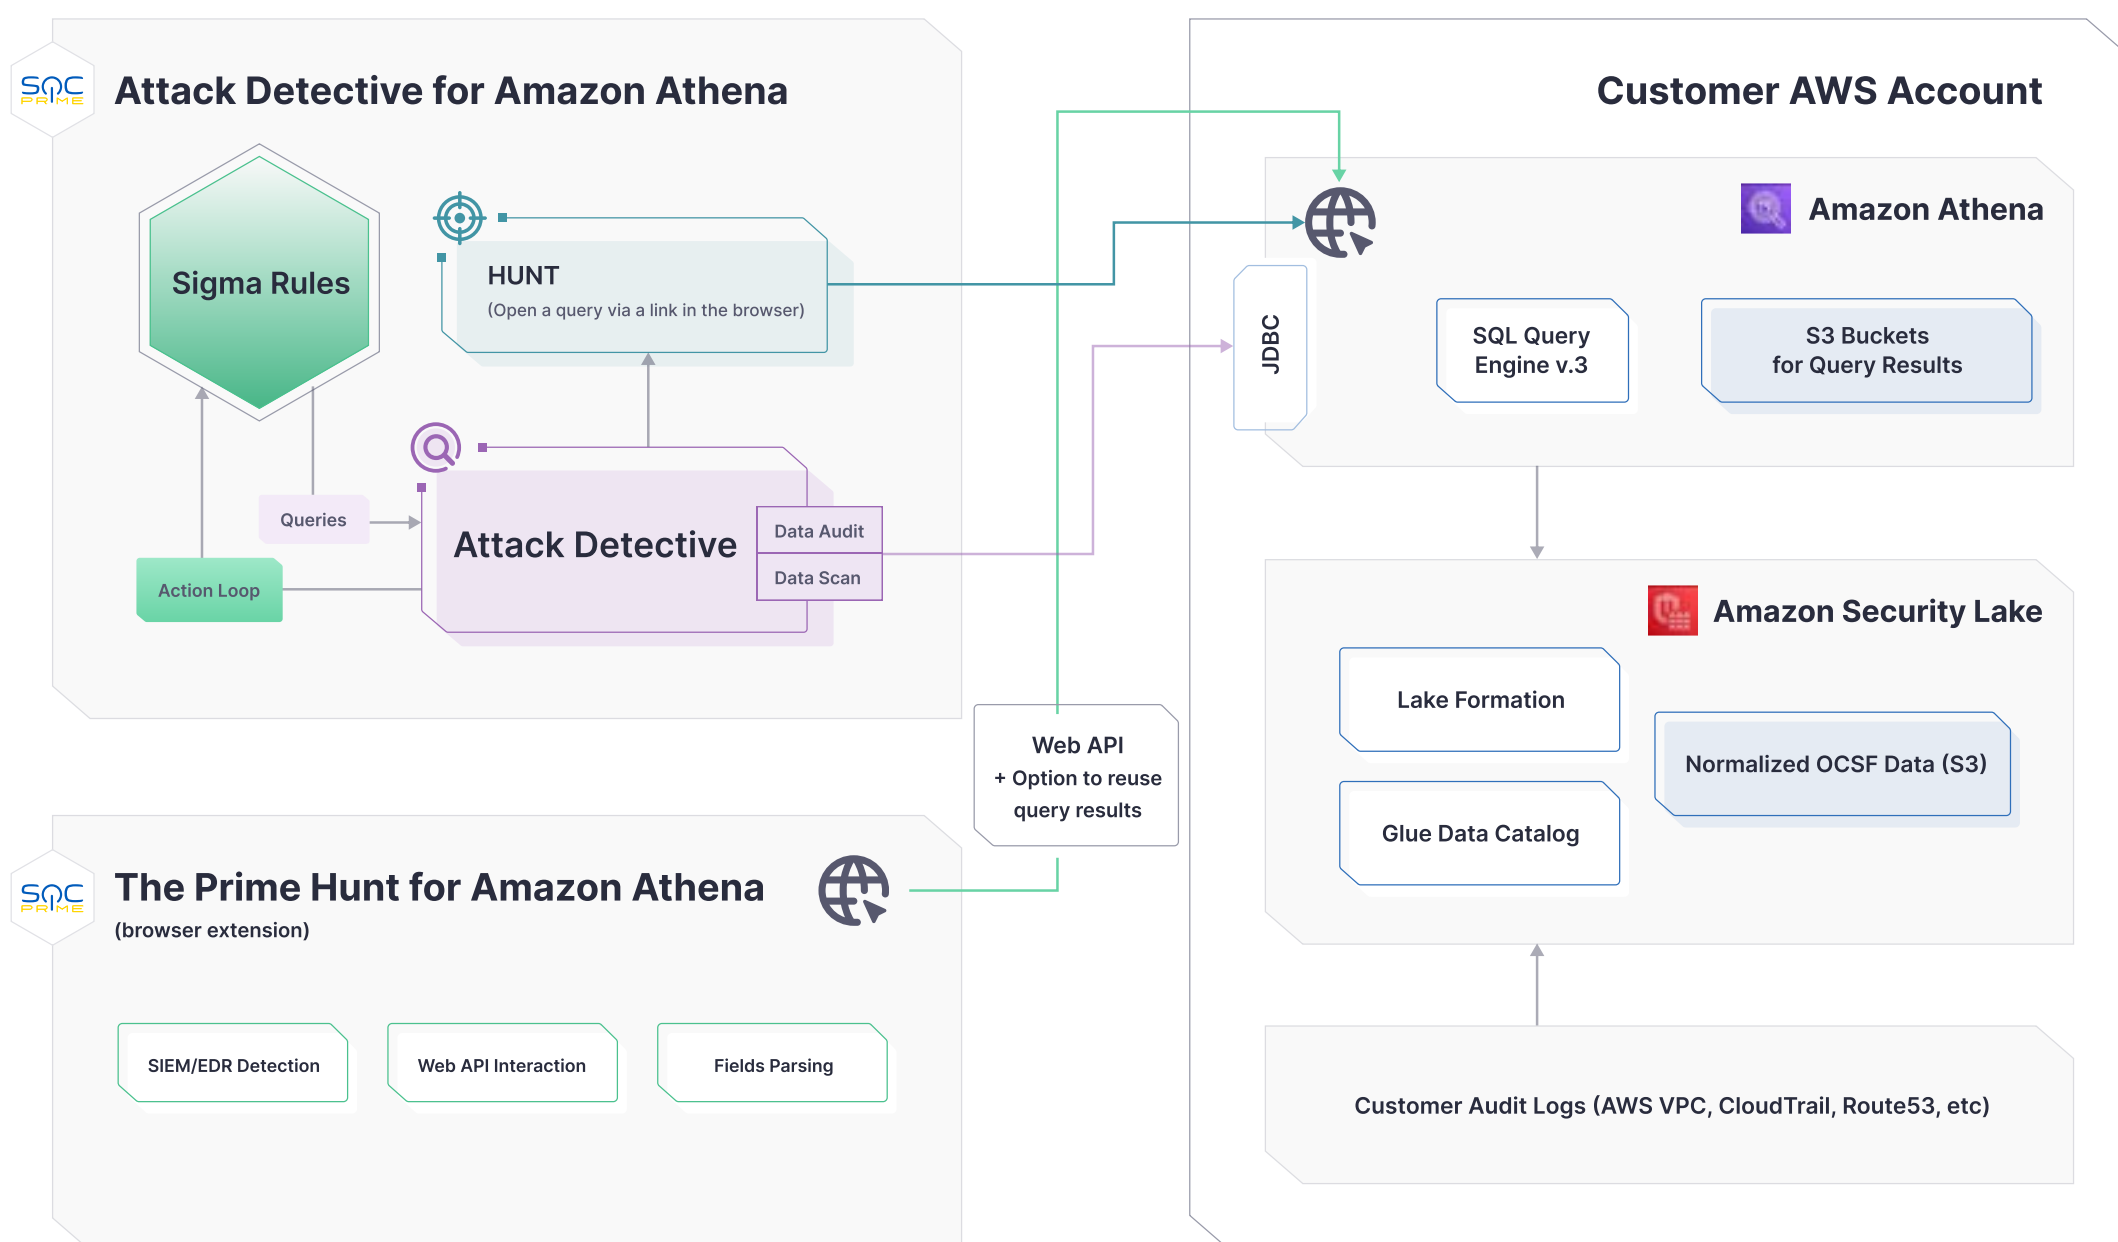 SOC
PRIME
Attack Detective for Amazon Athena
Sigma Rules
HUNT
(Open a query via a link in the browser)
Queries
Action Loop
Attack Detective
Data Audit
Data Scan
Web API
+ Option to reuse
query results
SOC
PRIME
The Prime Hunt for Amazon Athena
(browser extension)
SIEM/EDR Detection
Web API Interaction
Fields Parsing
Customer AWS Account
Amazon Athena
JDBC
SQL Query
Engine v.3
S3 Buckets
for Query Results
Amazon Security Lake
Lake Formation
Glue Data Catalog
Normalized OCSF Data (S3)
Customer Audit Logs (AWS VPC, CloudTrail, Route53, etc)